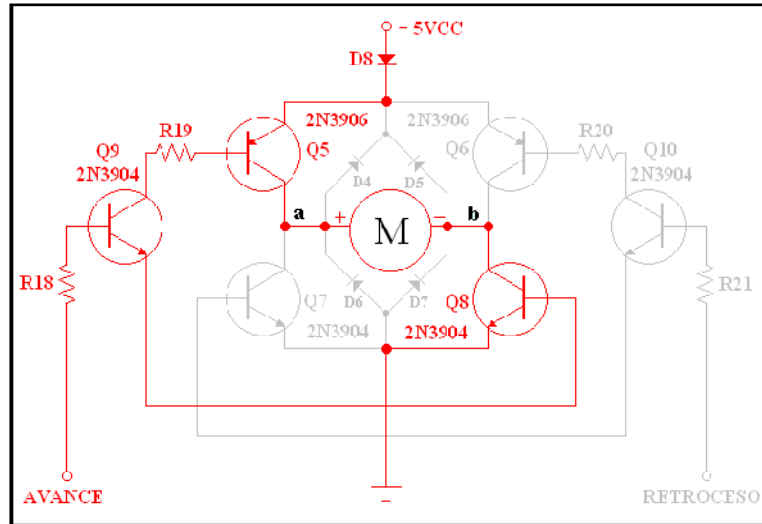 - 5VCC
D8
2N3906
2N3906
R19
R20
Q9
Q5
Q6
Q10
2N3904
2N3904
D4
D5
a
+
M
−
b
R18
R21
Q7
D6
D7
Q8
2N3904
2N3904
AVANCE
RETROCESO